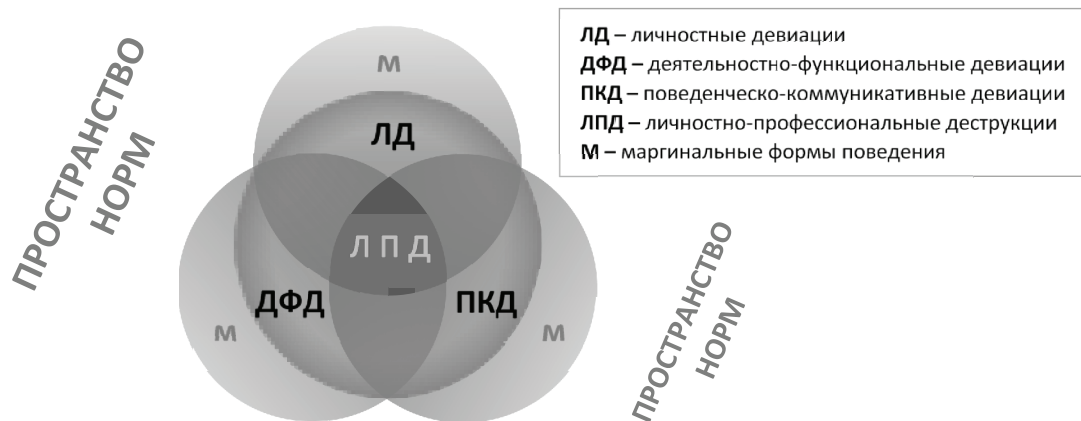 ПРОСТРАНСТВО
НОРМ
М
ЛД
ЛПД
ДФД
ПКД
М
М
ЛД – личностные девиации
ДФД – деятельностно-функциональные девиации
ПКД – поведенческо-коммуникативные девиации
ЛПД – личностно-профессиональные деструкции
М – маргинальные формы поведения
ПРОСТРАНСТВО
НОРМ